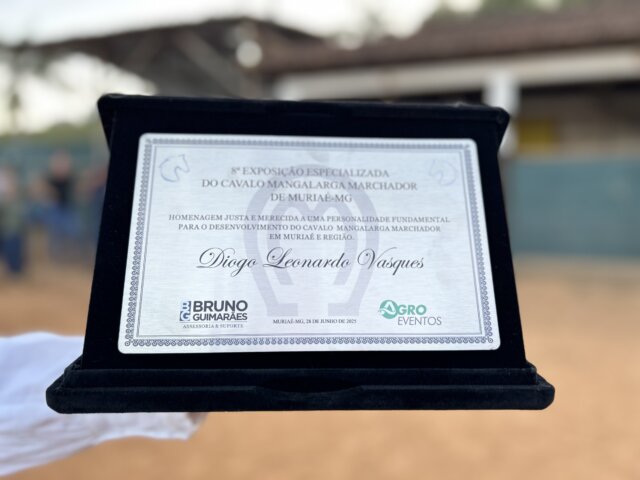 8ª EXPOSIÇÃO ESPECIALIZADA
DO CAVALO MANGALARGA MARCHADOR
DE MURIAÉ-MG
HOMENAGEM JUSTA E MERECIDA A UMA PERSONALIDADE FUNDAMENTAL
PARA O DESENVOLVIMENTO DO CAVALO MANGALARGA MARCHADOR
EM MURIAÉ E REGIÃO.
Diogo Leonardo Vasques
BG BRUNO
GUIMARÃES
ASSESSORIA & SUPORTE
MURIAÉ-MG, 28 DE JUNHO DE 2025
AGRO
EVENTOS